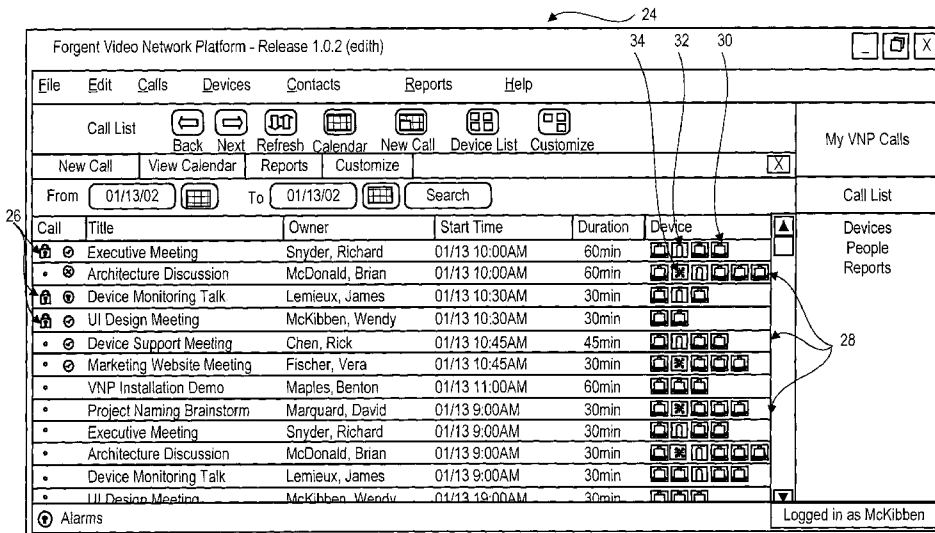 24
Forgent Video Network Platform - Release 1.0.2 (edith)
34 32 30
X
File Edit Calls Devices Contacts Reports Help
Call List
Back Next Refresh Calendar New Call Device List Customize
My VNP Calls
New Call View Calendar Reports Customize X
From 01/13/02 To 01/13/02 Search
Call List
26
Call Title Owner Start Time Duration Device
Devices
People
Reports
Executive Meeting Snyder, Richard 01/13 10:00AM 60min
Architecture Discussion McDonald, Brian 01/13 10:00AM 60min
Device Monitoring Talk Lemieux, James 01/13 10:30AM 30min
UI Design Meeting McKibben, Wendy 01/13 10:30AM 30min
28
Device Support Meeting Chen, Rick 01/13 10:45AM 45min
Marketing Website Meeting Fischer, Vera 01/13 10:45AM 30min
VNP Installation Demo Maples, Benton 01/13 11:00AM 60min
Project Naming Brainstorm Marquard, David 01/13 9:00AM 30min
Executive Meeting Snyder, Richard 01/13 9:00AM 30min
Architecture Discussion McDonald, Brian 01/13 9:00AM 30min
Device Monitoring Talk Lemieux, James 01/13 9:00AM 30min
UI Design Meeting McKibben, Wendy 01/13 19:00AM 30min
Alarms
Logged in as McKibben